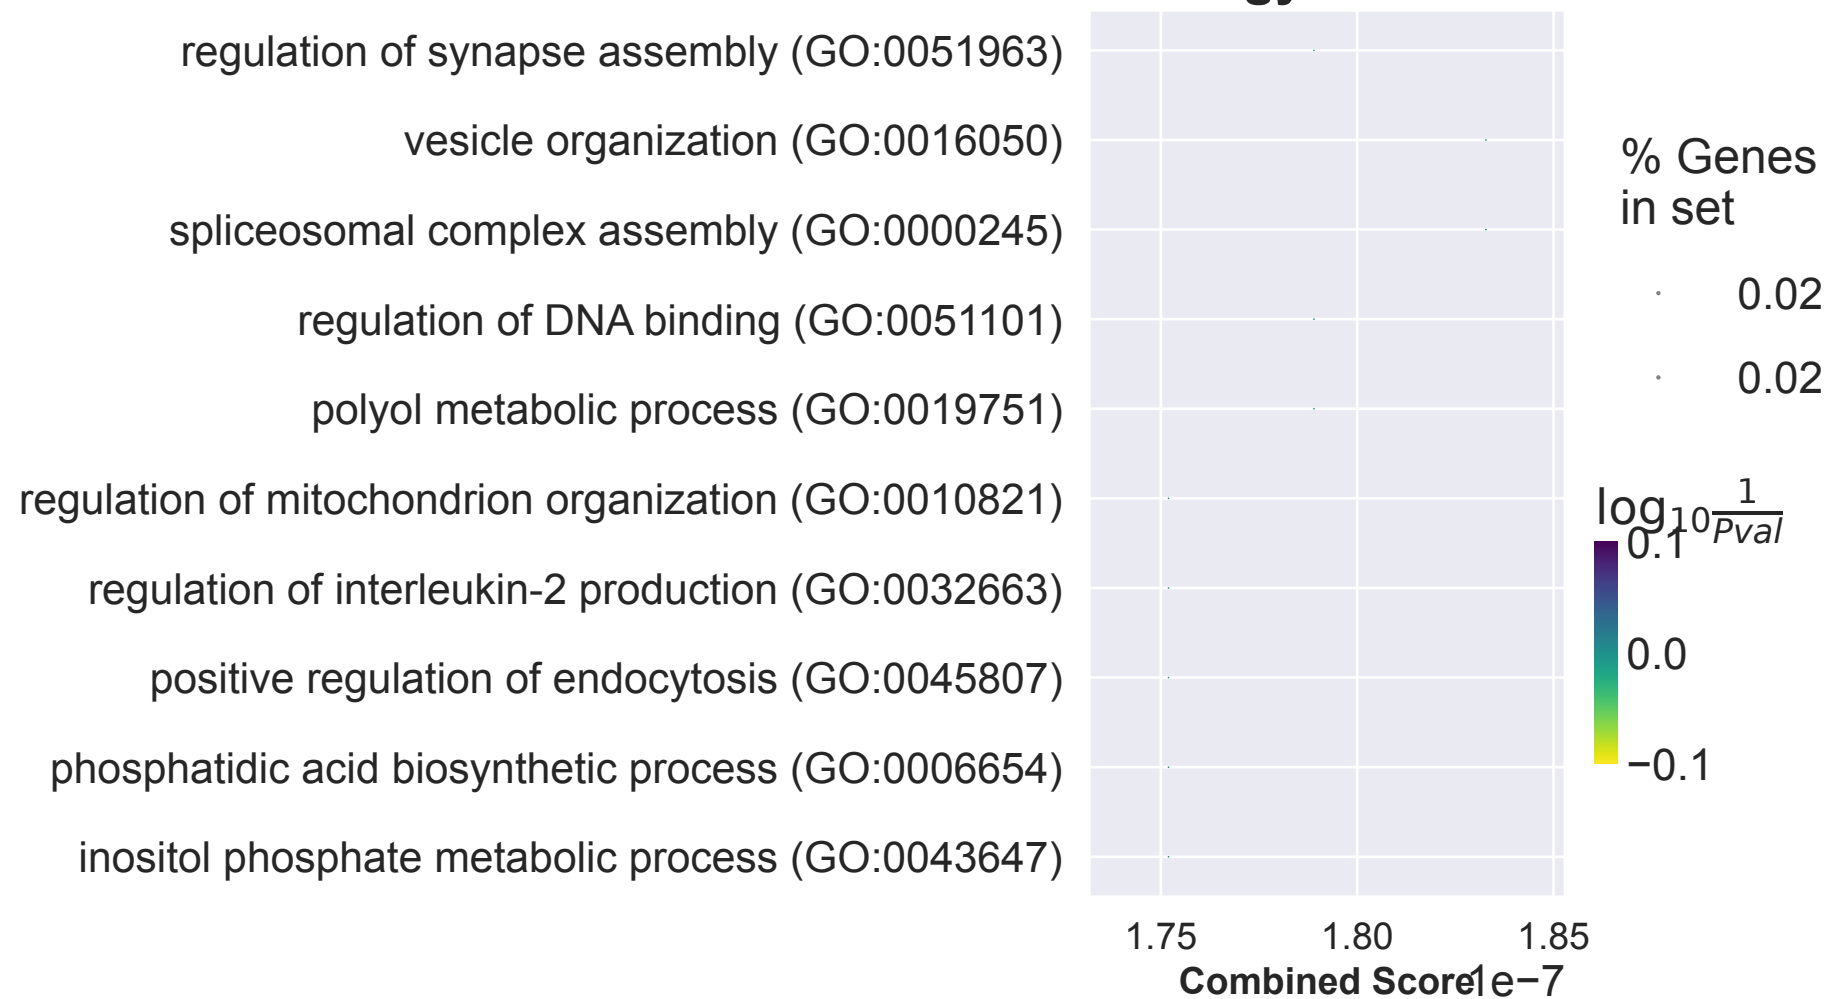 regulation of synapse assembly (GO:0051963)
vesicle organization (GO:0016050)
spliceosomal complex assembly (GO:0000245)
regulation of DNA binding (GO:0051101)
polyol metabolic process (GO:0019751)
regulation of mitochondrion organization (GO:0010821)
regulation of interleukin-2 production (GO:0032663)
positive regulation of endocytosis (GO:0045807)
phosphatidic acid biosynthetic process (GO:0006654)
inositol phosphate metabolic process (GO:0043647)
1.75 1.80 1.85
Combined Score 1e−7
% Genes
in set
0.02
0.02
log10 1/Pval
0.1
0.0
−0.1